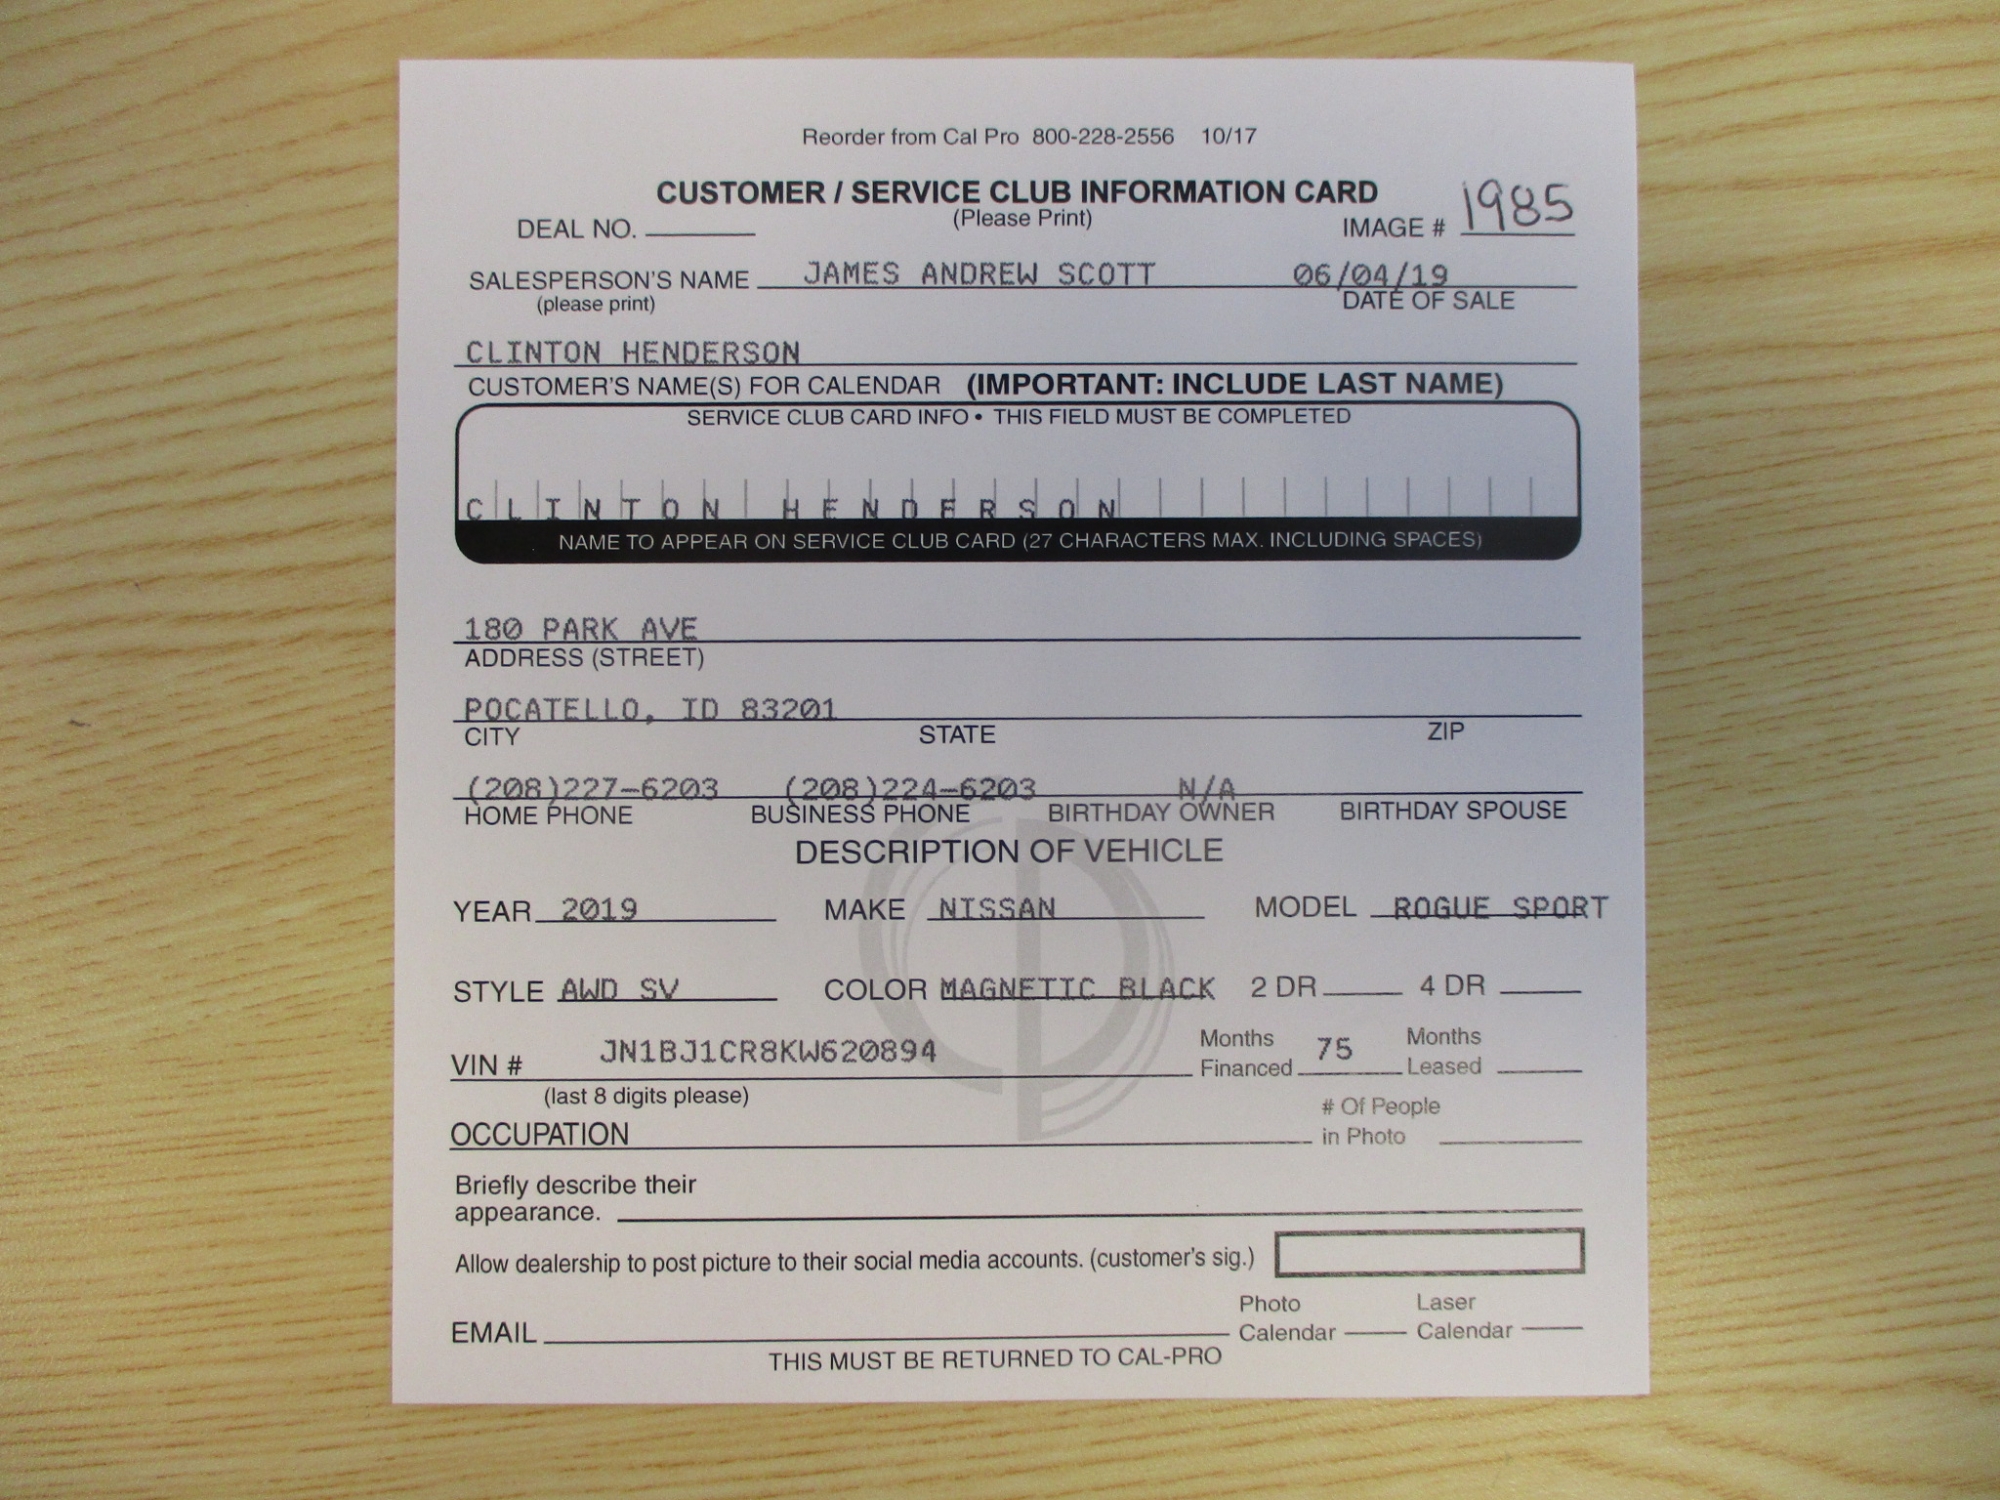 Reorder from Cal Pro 800-228-2556 10/17
CUSTOMER / SERVICE CLUB INFORMATION CARD
(Please Print)
DEAL NO. IMAGE # 1985
SALESPERSON'S NAME JAMES ANDREW SCOTT 06/04/19
(please print) DATE OF SALE
CLINTON HENDERSON
CUSTOMER'S NAME(S) FOR CALENDAR (IMPORTANT: INCLUDE LAST NAME)
SERVICE CLUB CARD INFO • THIS FIELD MUST BE COMPLETED
CLINTON HENDERSON
NAME TO APPEAR ON SERVICE CLUB CARD (27 CHARACTERS MAX. INCLUDING SPACES)
180 PARK AVE
ADDRESS (STREET)
POCATELLO, ID 83201
CITY STATE ZIP
(208)227-6203 (208)224-6203 N/A
HOME PHONE BUSINESS PHONE BIRTHDAY OWNER BIRTHDAY SPOUSE
DESCRIPTION OF VEHICLE
YEAR 2019 MAKE NISSAN MODEL ROGUE SPORT
STYLE AWD SV COLOR MAGNETIC BLACK 2 DR 4 DR
VIN # JN1BJ1CR8KW620894 Months Financed 75 Months Leased
(last 8 digits please)
OCCUPATION # Of People in Photo
Briefly describe their
appearance.
Allow dealership to post picture to their social media accounts. (customer's sig.)
EMAIL Photo Calendar Laser Calendar
THIS MUST BE RETURNED TO CAL-PRO